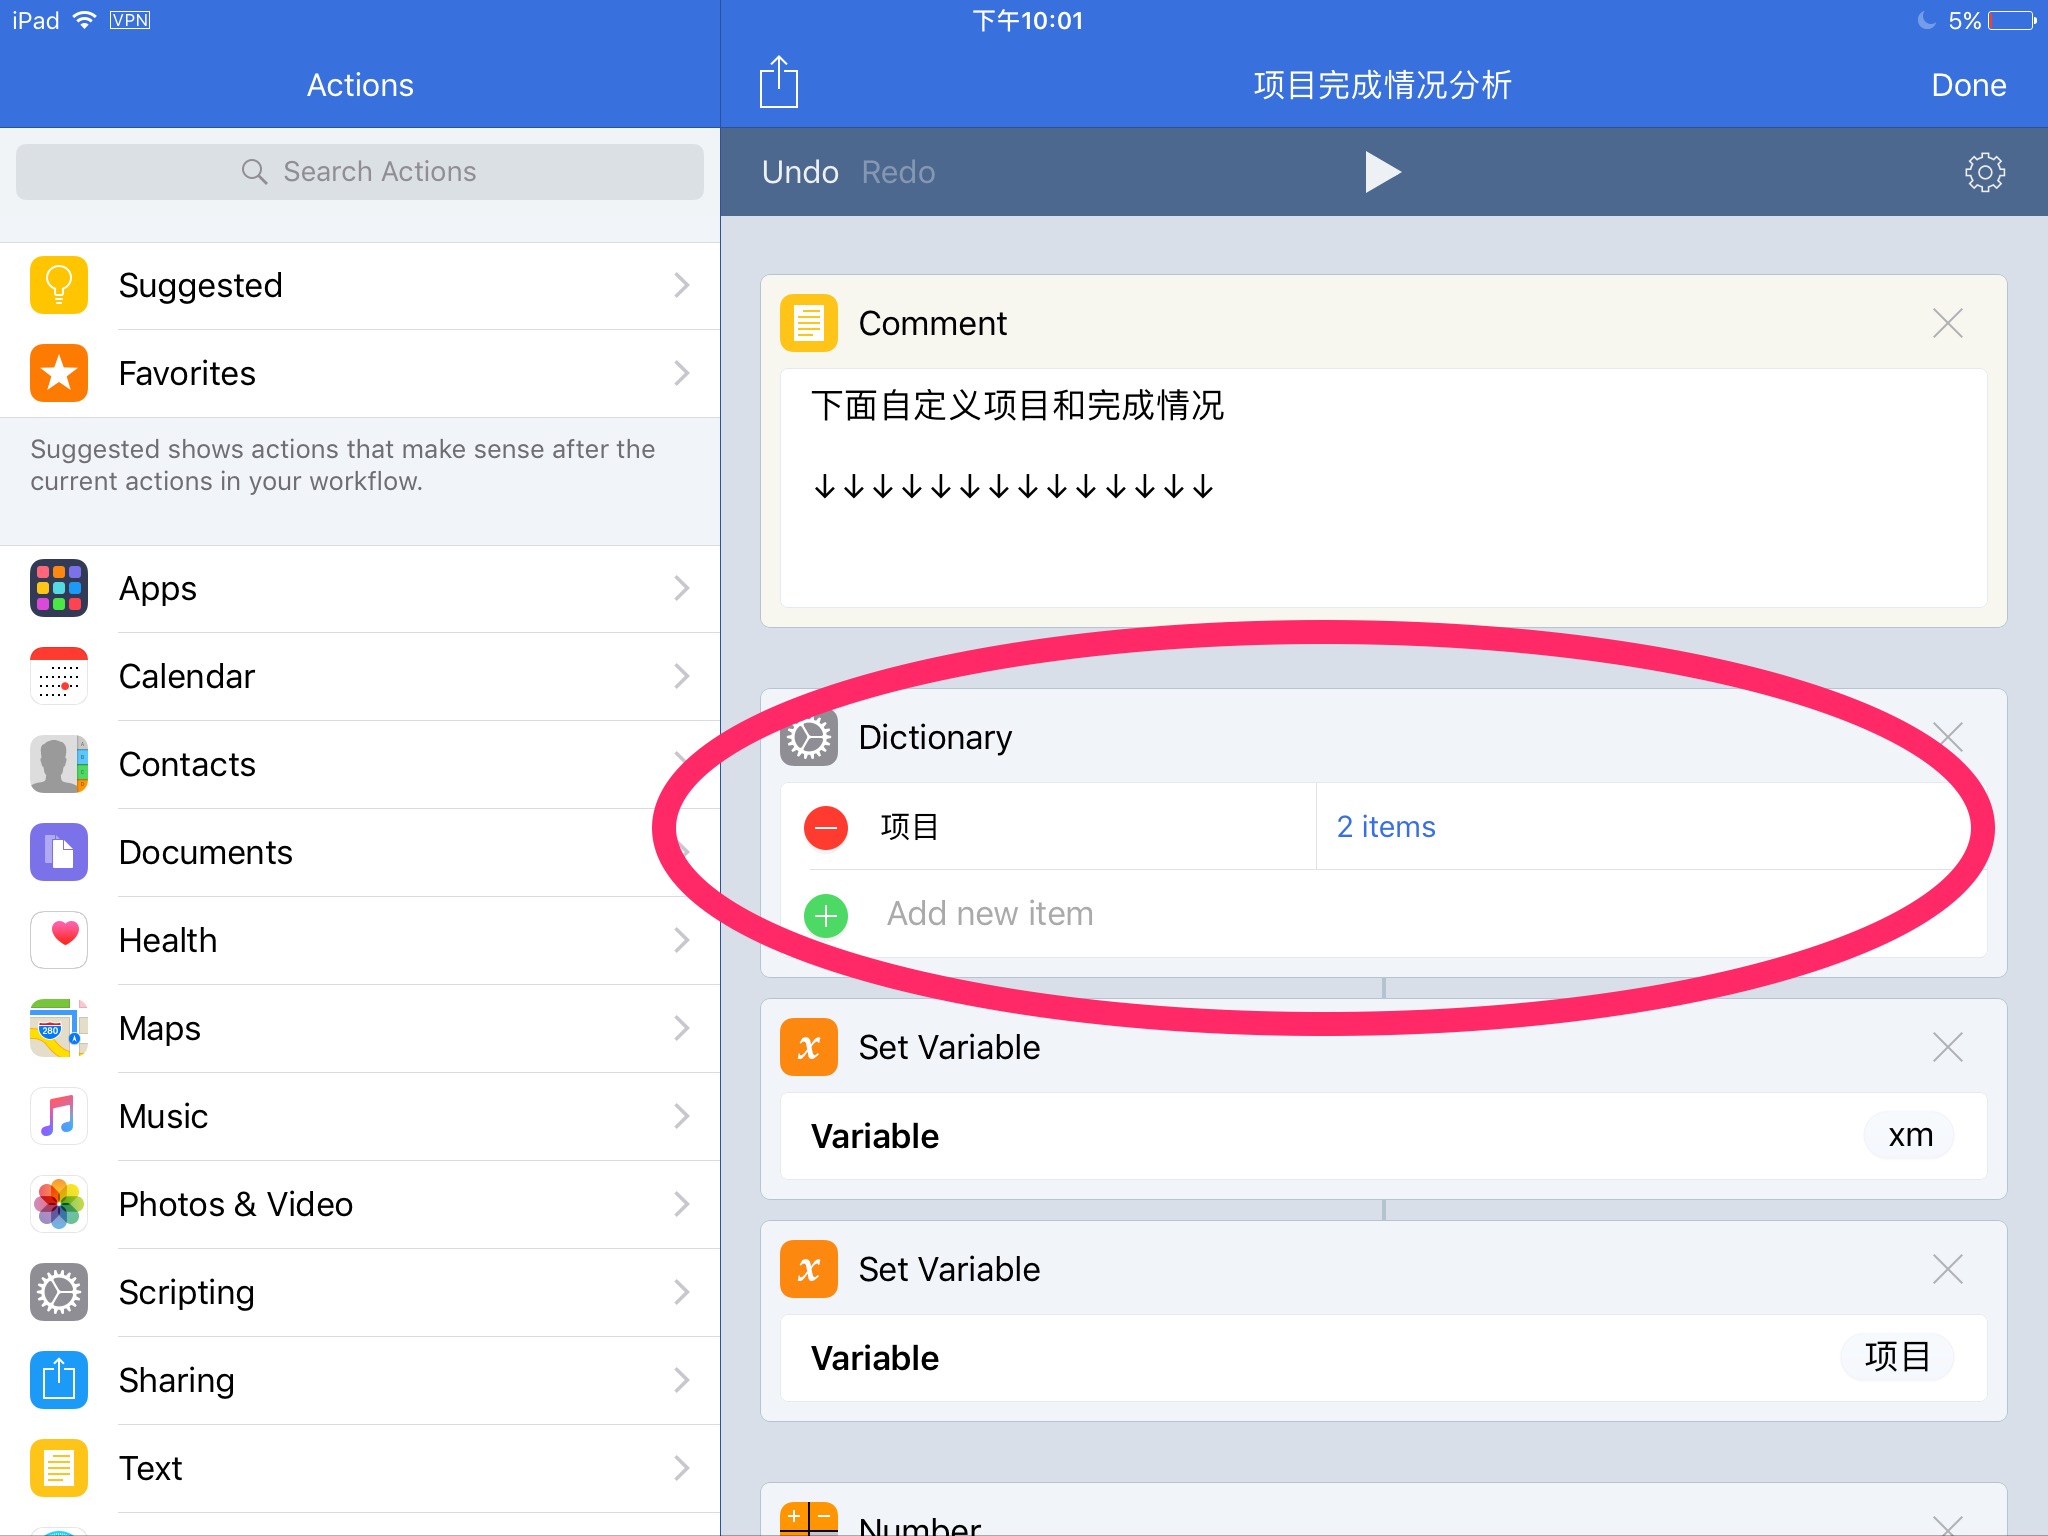 iPad VPN
下午10:01
5%
Actions
项目完成情况分析
Done
Search Actions
Undo Redo
Suggested
Favorites
Suggested shows actions that make sense after the
current actions in your workflow.
Apps
Calendar
Contacts
Documents
Health
Maps
280
Music
Photos & Video
Scripting
Sharing
Text
Comment
下面自定义项目和完成情况
↓↓↓↓↓↓↓↓↓↓↓↓↓↓
Dictionary
项目 2 items
Add new item
Set Variable
Variable xm
Set Variable
Variable 项目
Number